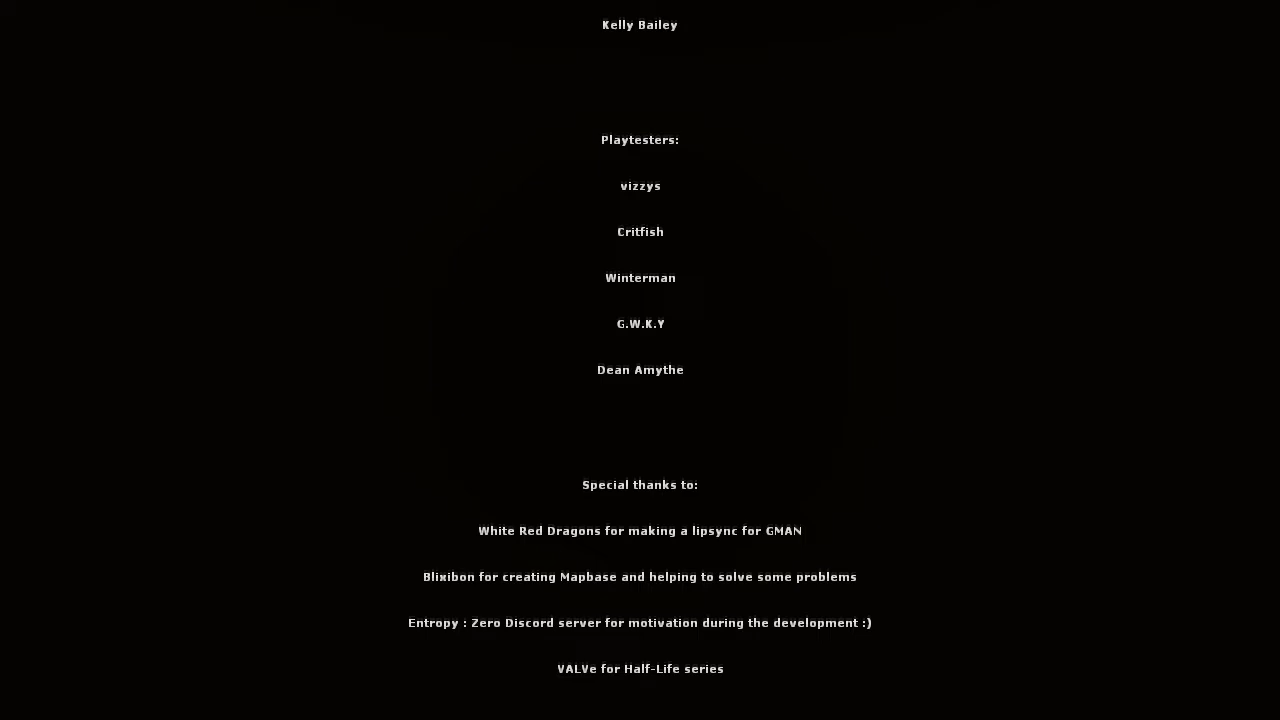 Kelly Bailey
Playtesters:
vizzys
Critfish
Winterman
G.W.K.Y
Dean Amythe
Special thanks to:
White Red Dragons for making a lipsync for GMAN
Blixibon for creating Mapbase and helping to solve some problems
Entropy : Zero Discord server for motivation during the development :)
VALVe for Half-Life series